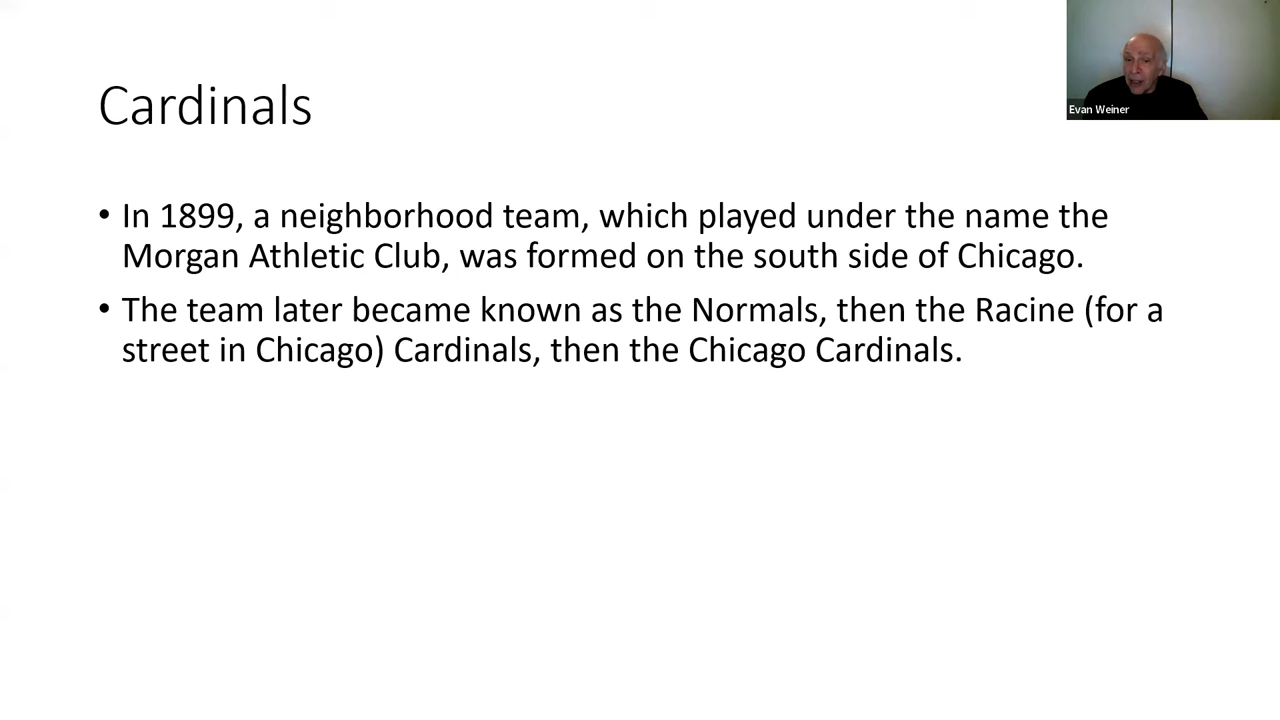 Cardinals
Evan Weiner
• In 1899, a neighborhood team, which played under the name the
Morgan Athletic Club, was formed on the south side of Chicago.
• The team later became known as the Normals, then the Racine (for a
street in Chicago) Cardinals, then the Chicago Cardinals.